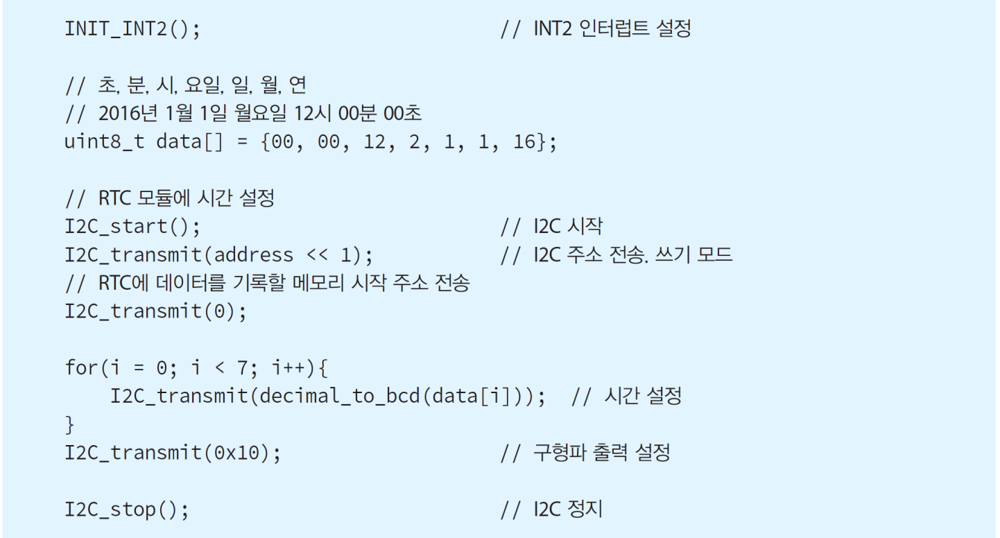 INIT_INT2(); // INT2 인터럽트 설정
// 초, 분, 시, 요일, 일, 월, 연
// 2016년 1월 1일 월요일 12시 00분 00초
uint8_t data[] = {00, 00, 12, 2, 1, 1, 16};
// RTC 모듈에 시간 설정
I2C_start(); // I2C 시작
I2C_transmit(address << 1); // I2C 주소 전송. 쓰기 모드
// RTC에 데이터를 기록할 메모리 시작 주소 전송
I2C_transmit(0);
for(i = 0; i < 7; i++){
I2C_transmit(decimal_to_bcd(data[i])); // 시간 설정
}
I2C_transmit(0x10); // 구형파 출력 설정
I2C_stop(); // I2C 정지